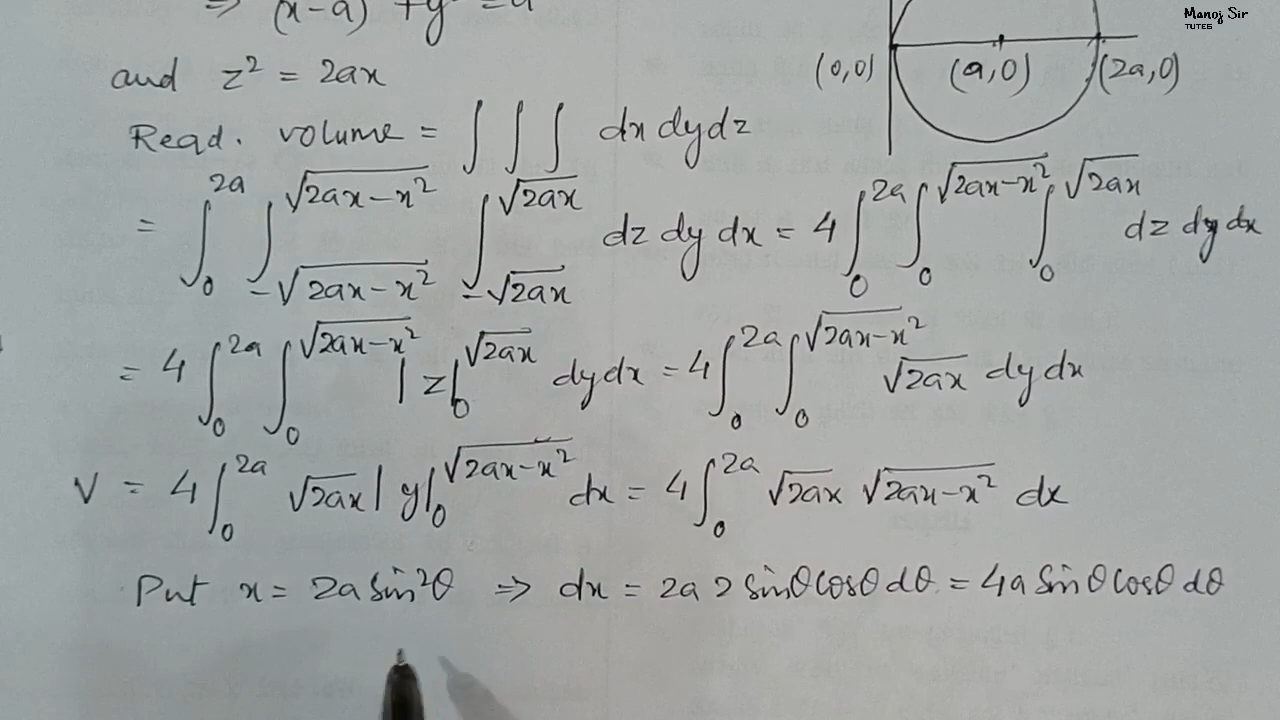 Manoj Sir
TUTES
⇒ (x-a)² + y² = a²
(0,0) (a,0) (2a,0)
and z² = 2ax
Reqd. volume = ∫∫∫ dx dy dz
= ∫₀^{2a} ∫_{-√(2ax-x²)}^{√(2ax-x²)} ∫_{-√(2ax)}^{√(2ax)} dz dy dx = 4 ∫₀^{2a} ∫₀^{√(2ax-x²)} ∫₀^{√(2ax)} dz dy dx
= 4 ∫₀^{2a} ∫₀^{√(2ax-x²)} |z|₀^{√(2ax)} dy dx = 4 ∫₀^{2a} ∫₀^{√(2ax-x²)} √(2ax) dy dx
V = 4 ∫₀^{2a} √(2ax) |y|₀^{√(2ax-x²)} dx = 4 ∫₀^{2a} √(2ax) √(2ax-x²) dx
Put x = 2a sin²θ ⇒ dx = 2a 2 sinθ cosθ dθ = 4a sinθ cosθ dθ